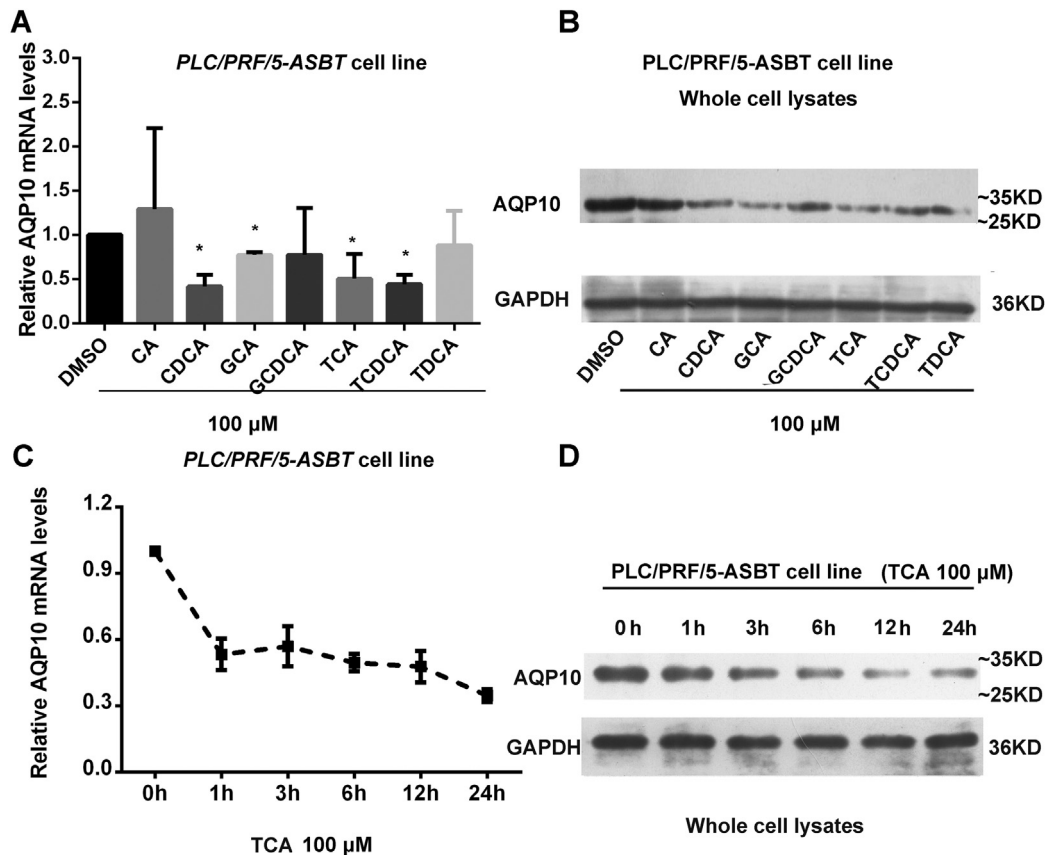 A
PLC/PRF/5-ASBT cell line
Relative AQP10 mRNA levels
3.0
2.5
2.0
1.5
1.0
0.5
0.0
* * * *
DMSO CA CDCA GCA GCDCA TCA TCDCA TDCA
100 µM
B
PLC/PRF/5-ASBT cell line
Whole cell lysates
AQP10
~35KD
~25KD
GAPDH
36KD
DMSO CA CDCA GCA GCDCA TCA TCDCA TDCA
100 µM
C
PLC/PRF/5-ASBT cell line
Relative AQP10 mRNA levels
1.2
0.9
0.6
0.3
0.0
0h 1h 3h 6h 12h 24h
TCA 100 µM
D
PLC/PRF/5-ASBT cell line (TCA 100 µM)
0h 1h 3h 6h 12h 24h
AQP10
~35KD
~25KD
GAPDH
36KD
Whole cell lysates